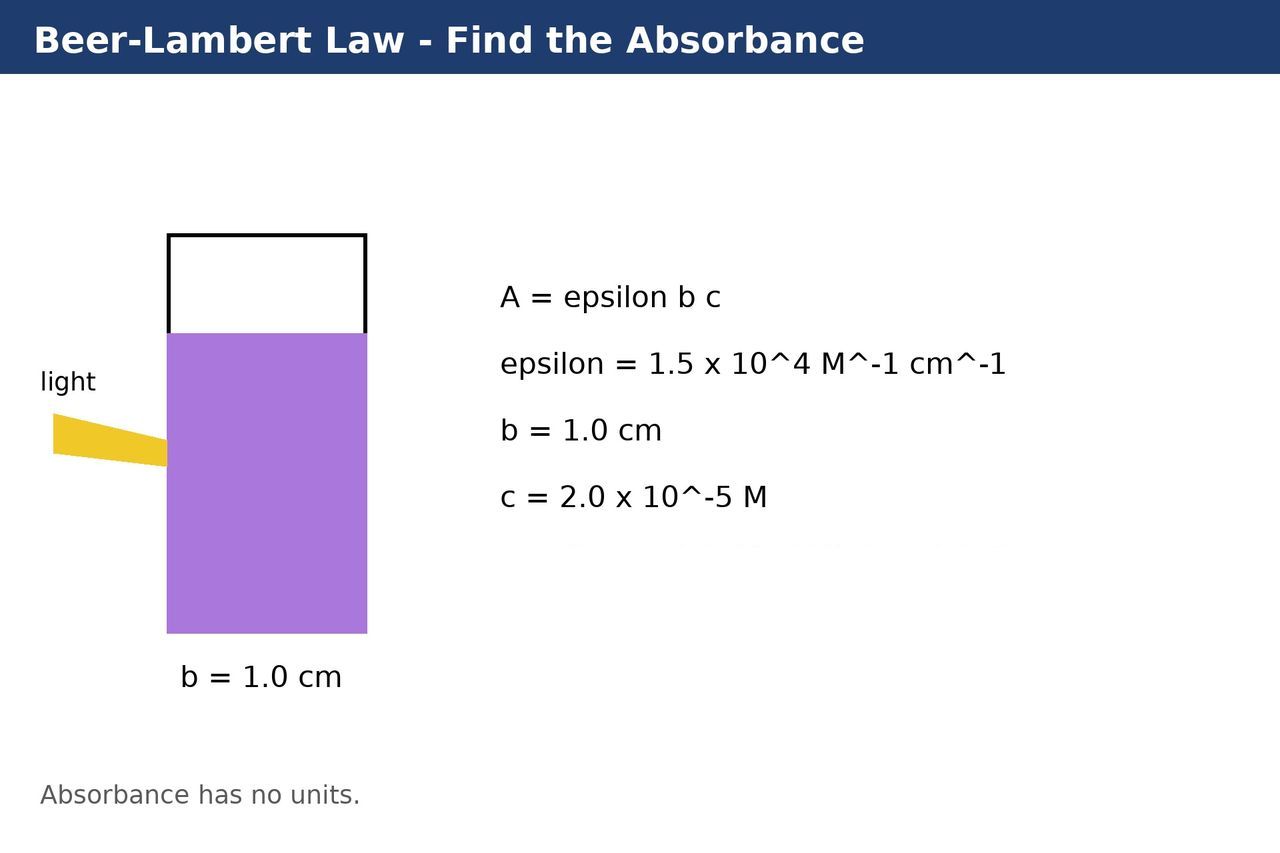 Beer-Lambert Law - Find the Absorbance
A = epsilon b c
epsilon = 1.5 x 10^4 M^-1 cm^-1
b = 1.0 cm
c = 2.0 x 10^-5 M
light
b = 1.0 cm
Absorbance has no units.